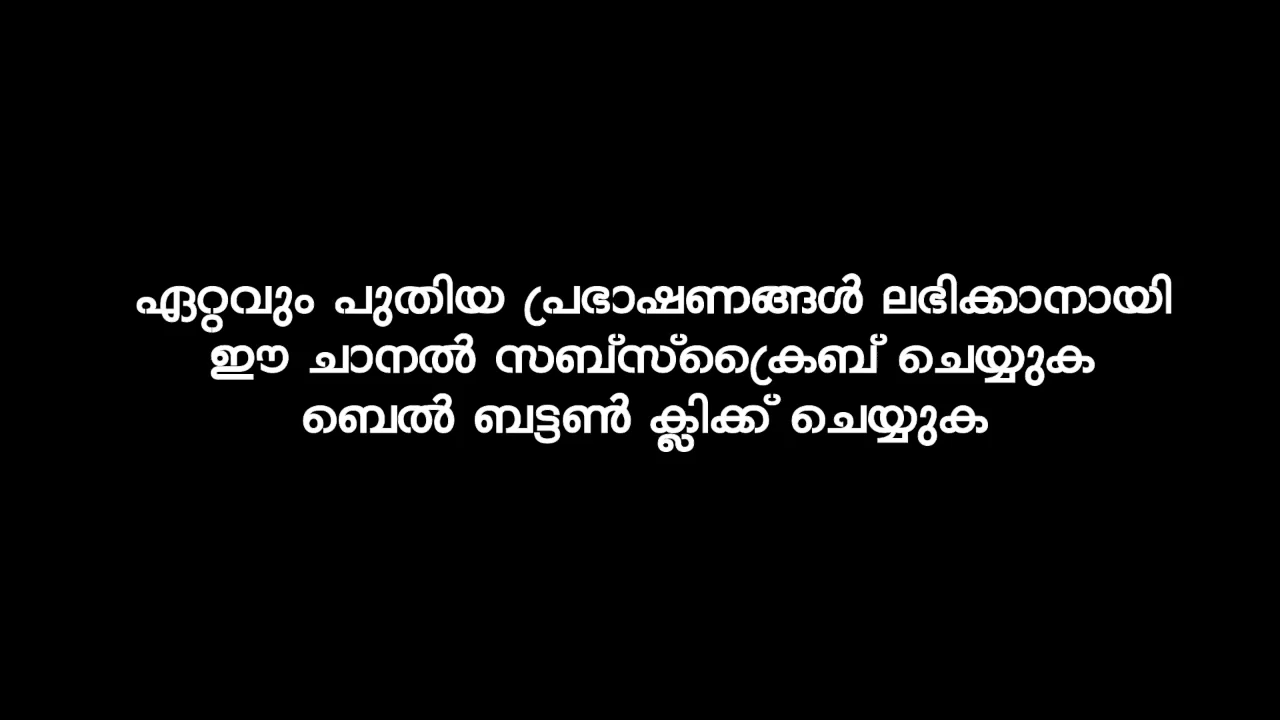 ഏറ്റവും പുതിയ പ്രഭാഷണങ്ങൾ ലഭിക്കാനായി
ഈ ചാനൽ സബ്സ്ക്രൈബ് ചെയ്യുക
ബെൽ ബട്ടൺ ക്ലിക്ക് ചെയ്യുക